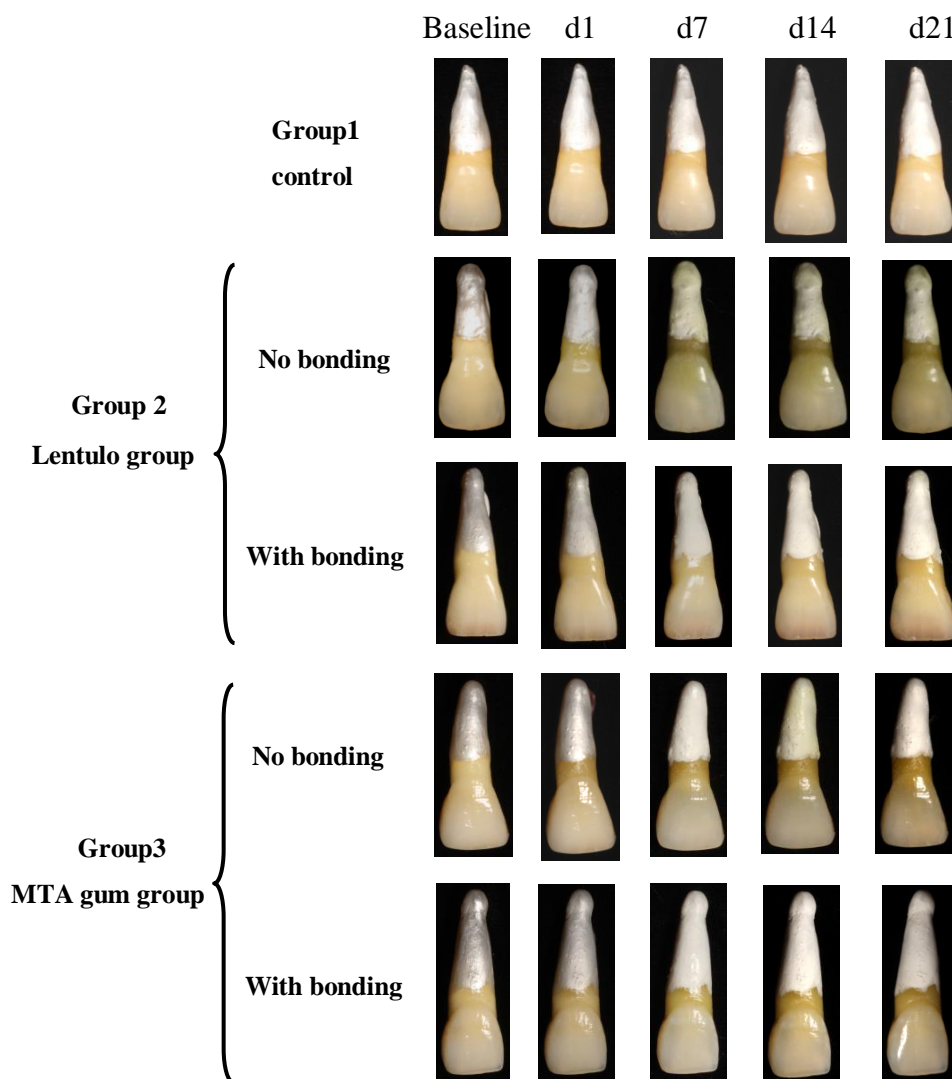 Baseline d1 d7 d14 d21
Group1
control
No bonding
Group 2
Lentulo group
With bonding
No bonding
Group3
MTA gum group
With bonding